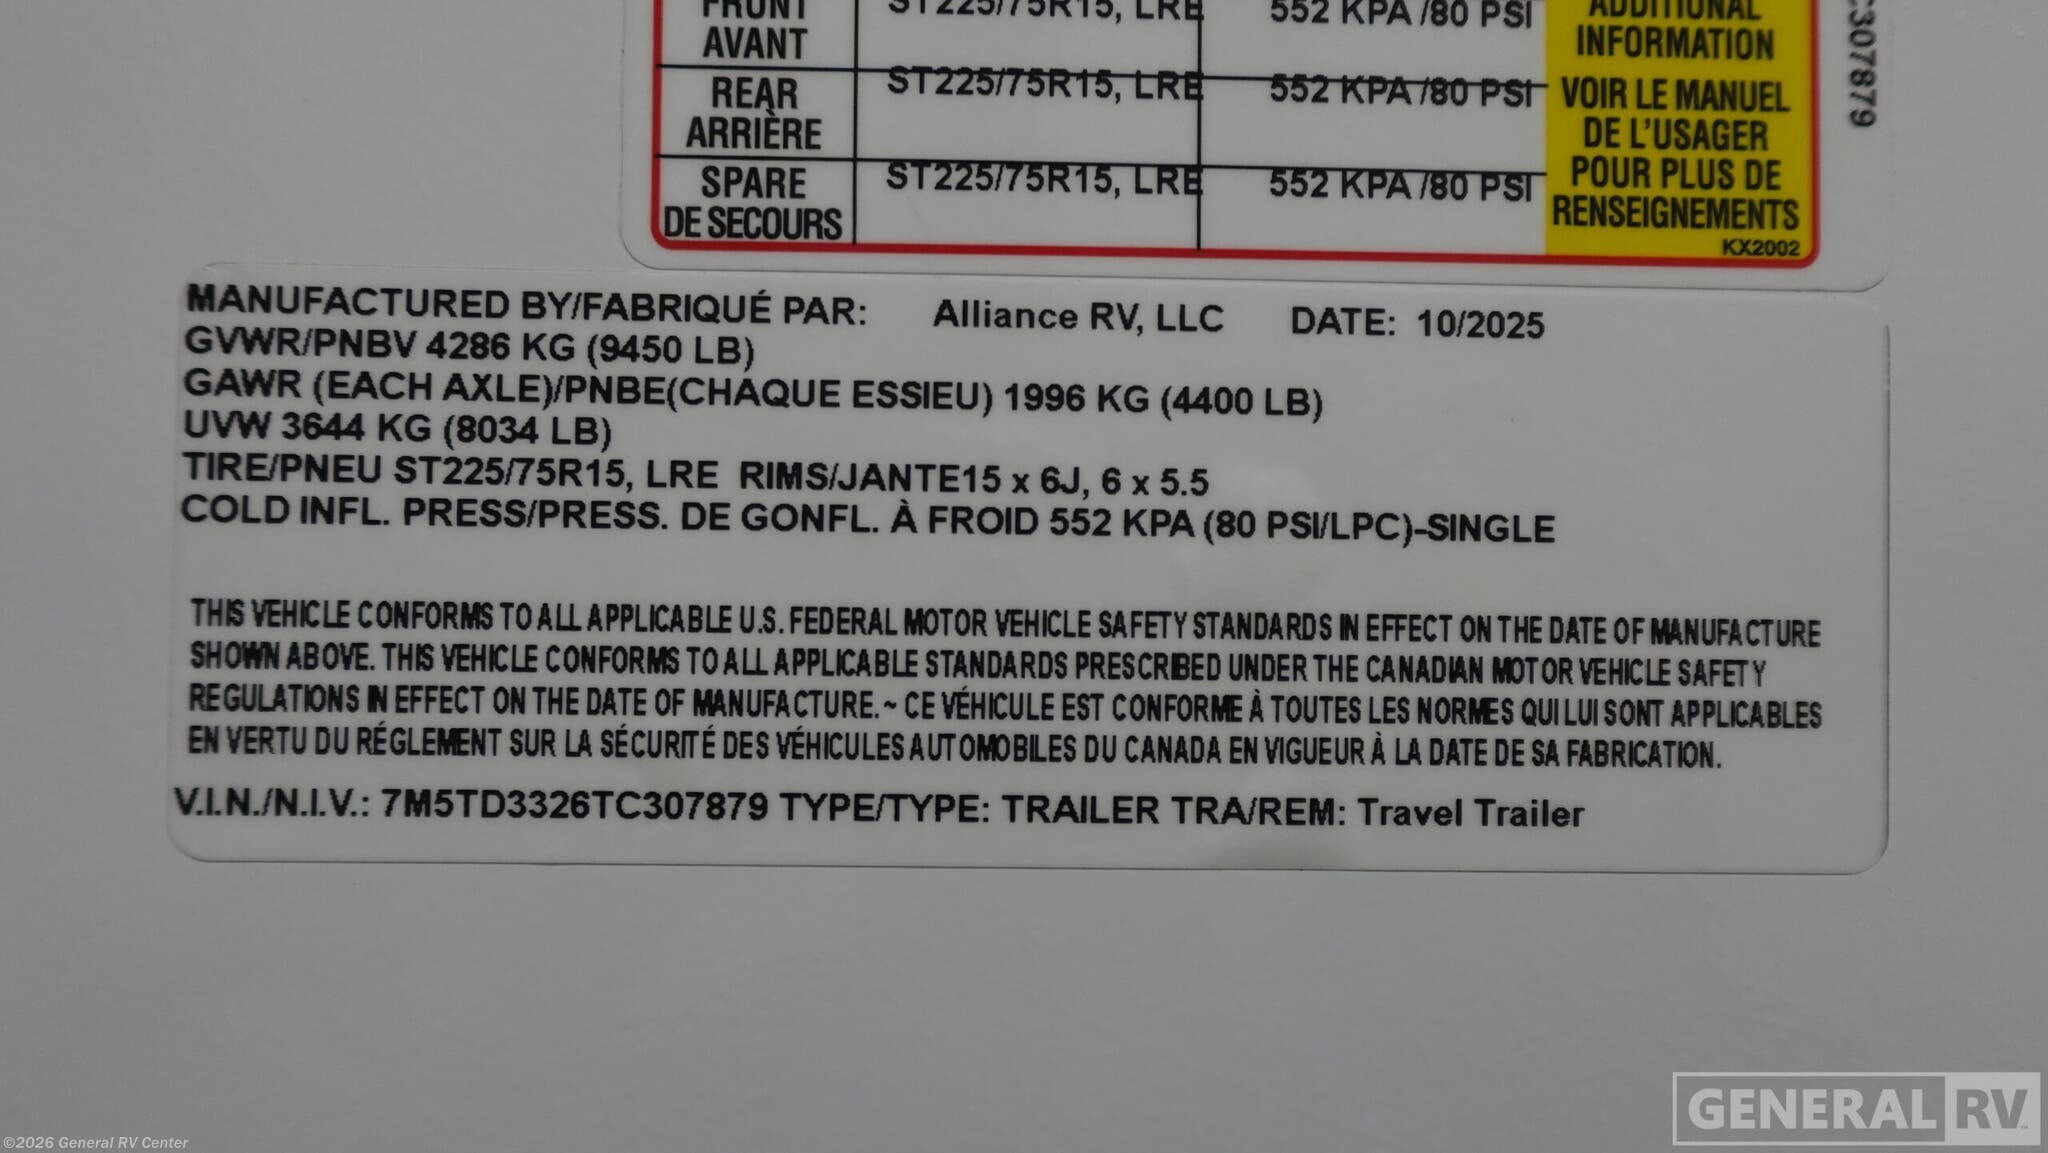 FRONT ST225/75R15, LRE 552 KPA /80 PSI ADDITIONAL
AVANT INFORMATION
REAR ST225/75R15, LRE 552 KPA /80 PSI VOIR LE MANUEL
ARRIÈRE DE L'USAGER
SPARE ST225/75R15, LRE 552 KPA /80 PSI POUR PLUS DE
DE SECOURS RENSEIGNEMENTS
KX2002
C307879
MANUFACTURED BY/FABRIQUÉ PAR: Alliance RV, LLC DATE: 10/2025
GVWR/PNBV 4286 KG (9450 LB)
GAWR (EACH AXLE)/PNBE(CHAQUE ESSIEU) 1996 KG (4400 LB)
UVW 3644 KG (8034 LB)
TIRE/PNEU ST225/75R15, LRE RIMS/JANTE15 x 6J, 6 x 5.5
COLD INFL. PRESS/PRESS. DE GONFL. À FROID 552 KPA (80 PSI/LPC)-SINGLE
THIS VEHICLE CONFORMS TO ALL APPLICABLE U.S. FEDERAL MOTOR VEHICLE SAFETY STANDARDS IN EFFECT ON THE DATE OF MANUFACTURE
SHOWN ABOVE. THIS VEHICLE CONFORMS TO ALL APPLICABLE STANDARDS PRESCRIBED UNDER THE CANADIAN MOTOR VEHICLE SAFETY
REGULATIONS IN EFFECT ON THE DATE OF MANUFACTURE. ~ CE VÉHICULE EST CONFORME À TOUTES LES NORMES QUI LUI SONT APPLICABLES
EN VERTU DU RÉGLEMENT SUR LA SÉCURITÉ DES VÉHICULES AUTOMOBILES DU CANADA EN VIGUEUR À LA DATE DE SA FABRICATION.
V.I.N./N.I.V.: 7M5TD3326TC307879 TYPE/TYPE: TRAILER TRA/REM: Travel Trailer
GENERAL RV
©2026 General RV Center